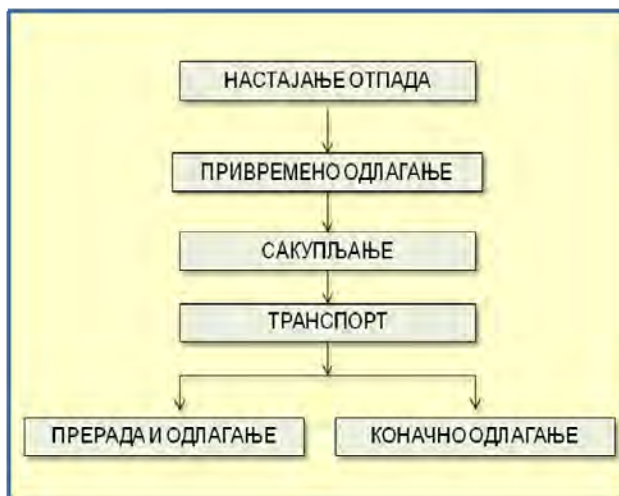 НАСТАЈАЊЕ ОТПАДА
ПРИВРЕМЕНО ОДЛАГАЊЕ
САКУПЉАЊЕ
ТРАНСПОРТ
ПРЕРАДА И ОДЛАГАЊЕ
КОНАЧНО ОДЛАГАЊЕ